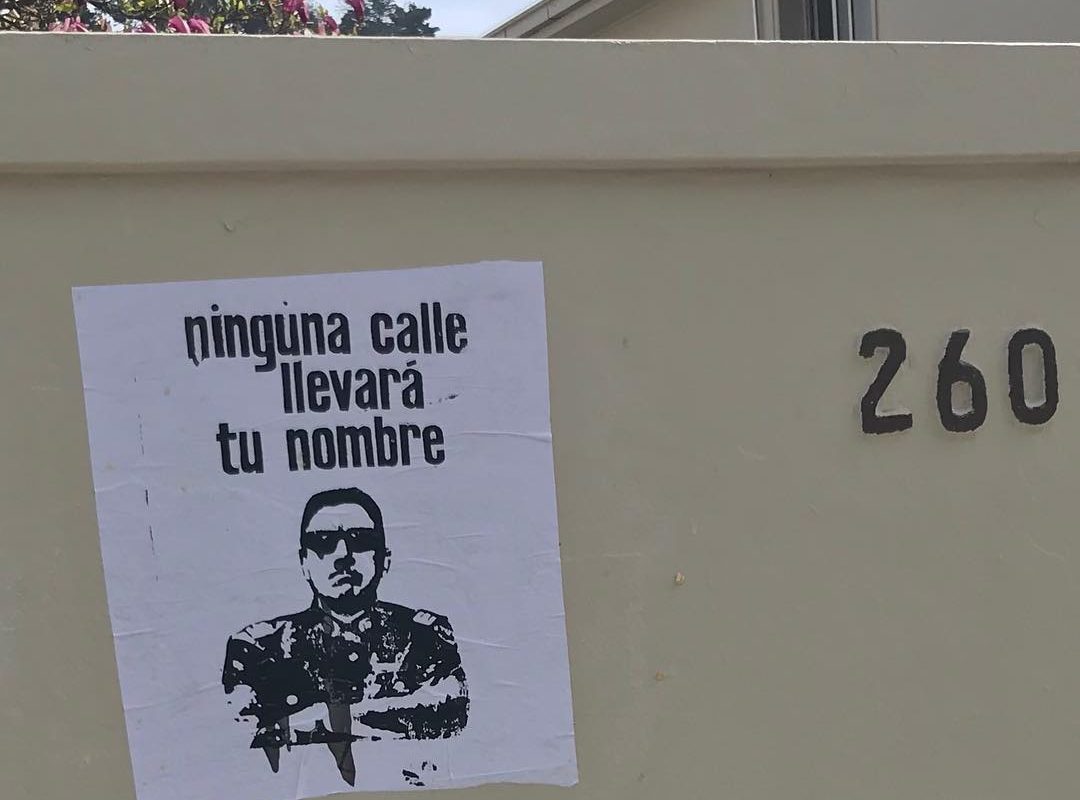 ninguna calle
llevará
tu nombre
260